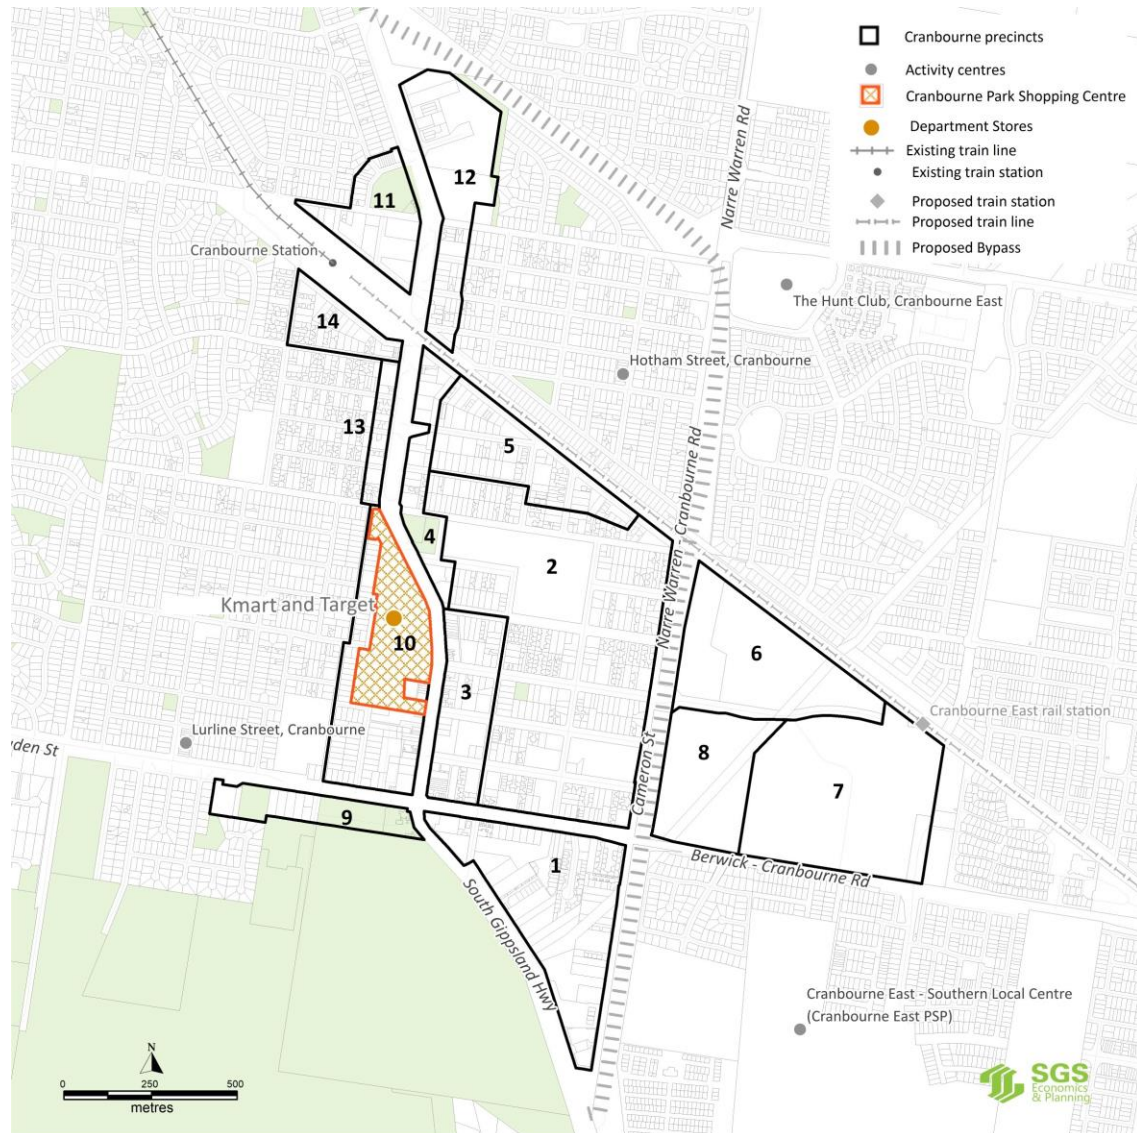 Cranbourne precincts
Activity centres
Cranbourne Park Shopping Centre
Department Stores
Existing train line
Existing train station
Proposed train station
Proposed train line
Proposed Bypass
Narre Warren Rd
12
11
Cranbourne Station
The Hunt Club, Cranbourne East
14
Hotham Street, Cranbourne
13
5
4
2
Narre Warren - Cranbourne Rd
Kmart and Target
10
6
3
Cranbourne East rail station
Lurline Street, Cranbourne
uden St
8
Cameron St
7
9
1
Berwick - Cranbourne Rd
South Gippsland Hwy
Cranbourne East - Southern Local Centre
(Cranbourne East PSP)
N
0 250 500
metres
SGS
Economics
& Planning